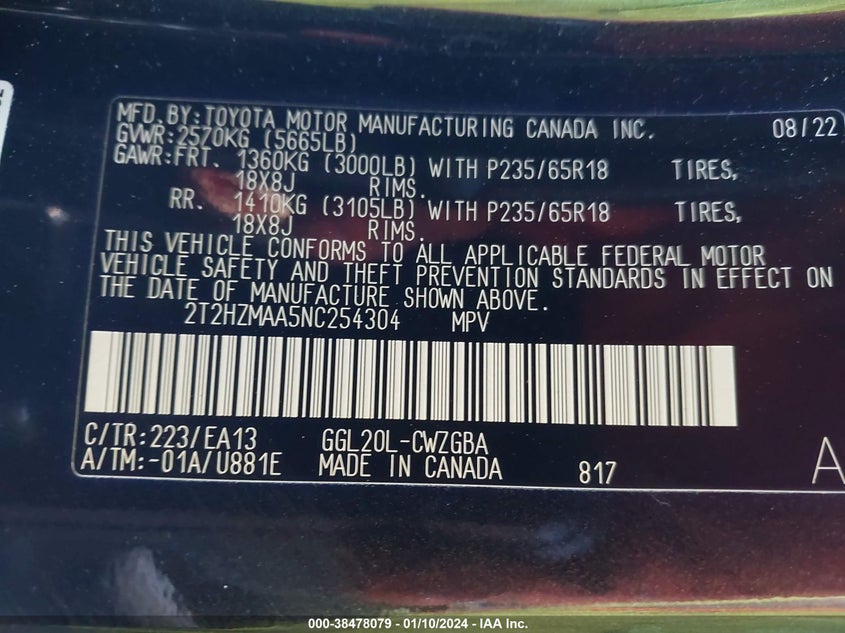 MFD.BY:TOYOTA MOTOR MANUFACTURING CANADA INC. 08/22
GVWR:2570KG (5665LB)
GAWR:FRT. 1360KG (3000LB) WITH P235/65R18 TIRES,
18X8J RIMS.
RR. 1410KG (3105LB) WITH P235/65R18 TIRES,
18X8J RIMS.
THIS VEHICLE CONFORMS TO ALL APPLICABLE FEDERAL MOTOR
VEHICLE SAFETY AND THEFT PREVENTION STANDARDS IN EFFECT ON
THE DATE OF MANUFACTURE SHOWN ABOVE.
2T2HZMAA5NC254304 MPV
C/TR:223/EA13 GGL20L-CWZGBA
A/TM:-01A/U881E MADE IN CANADA 817 A
000-38478079 - 01/10/2024 - IAA Inc.